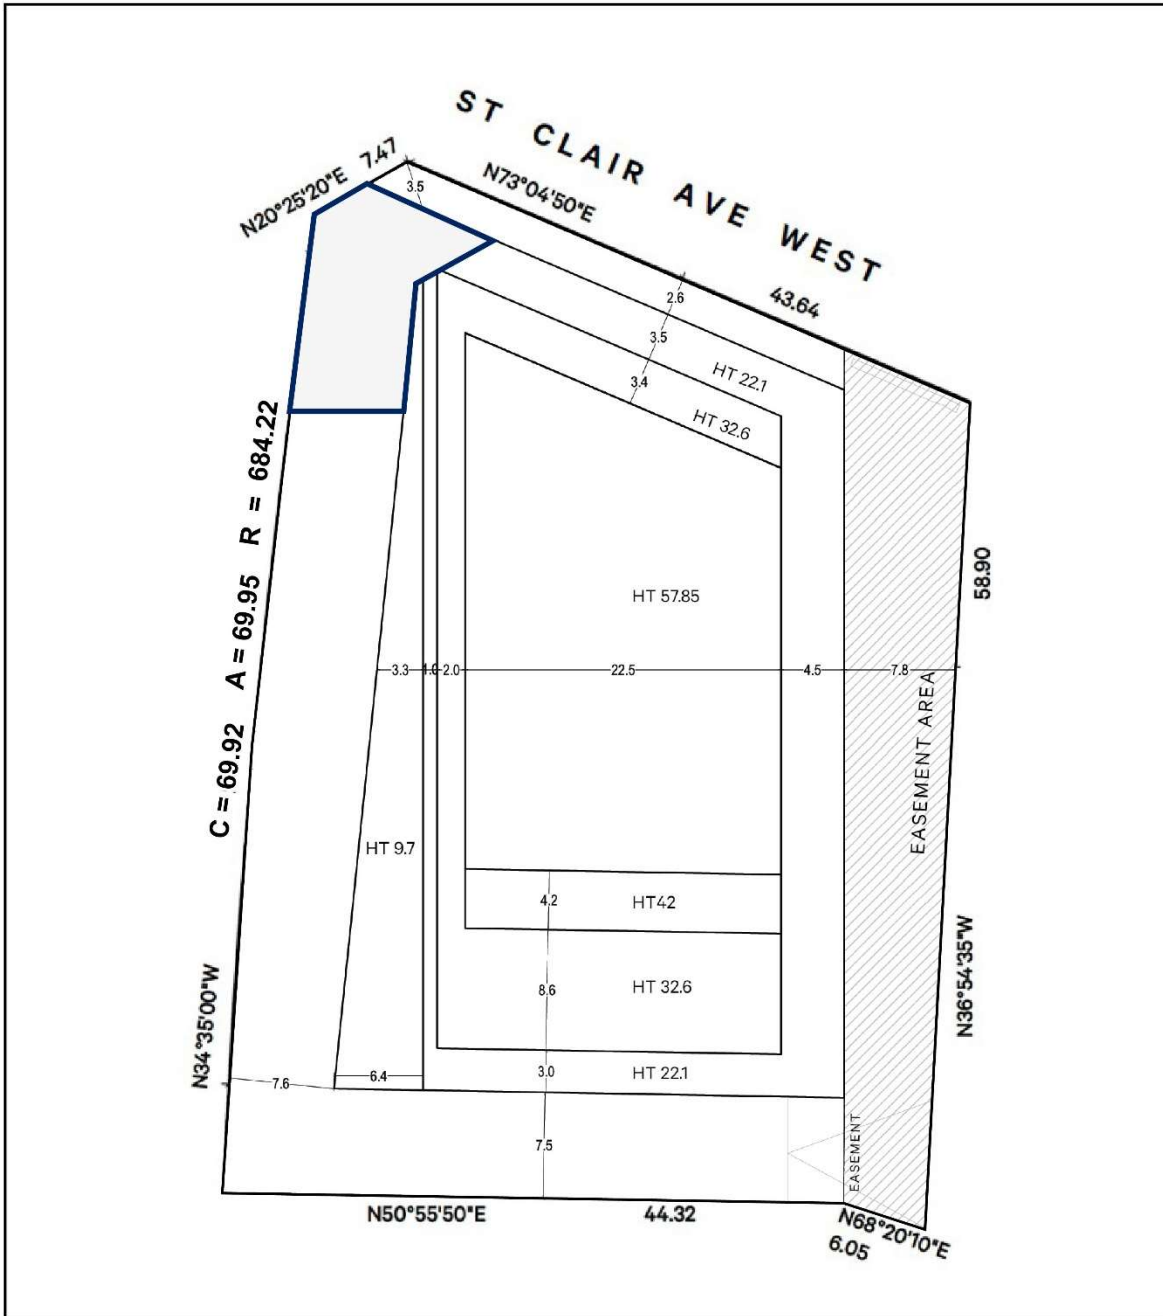 ST CLAIR AVE WEST
N20°25'20"E 7.47
3.5
N73°04'50"E
43.64
2.6
3.5
HT 22.1
3.4
HT 32.6
C = 69.92 A = 69.95 R = 684.22
HT 57.85
58.90
3.3
1.0
2.0
22.5
4.5
7.8
EASEMENT AREA
HT 9.7
4.2
HT42
8.6
HT 32.6
N36°54'35"W
N34°35'00"W
7.6
6.4
3.0
HT 22.1
7.5
EASEMENT
N50°55'50"E
44.32
N68°20'10"E
6.05